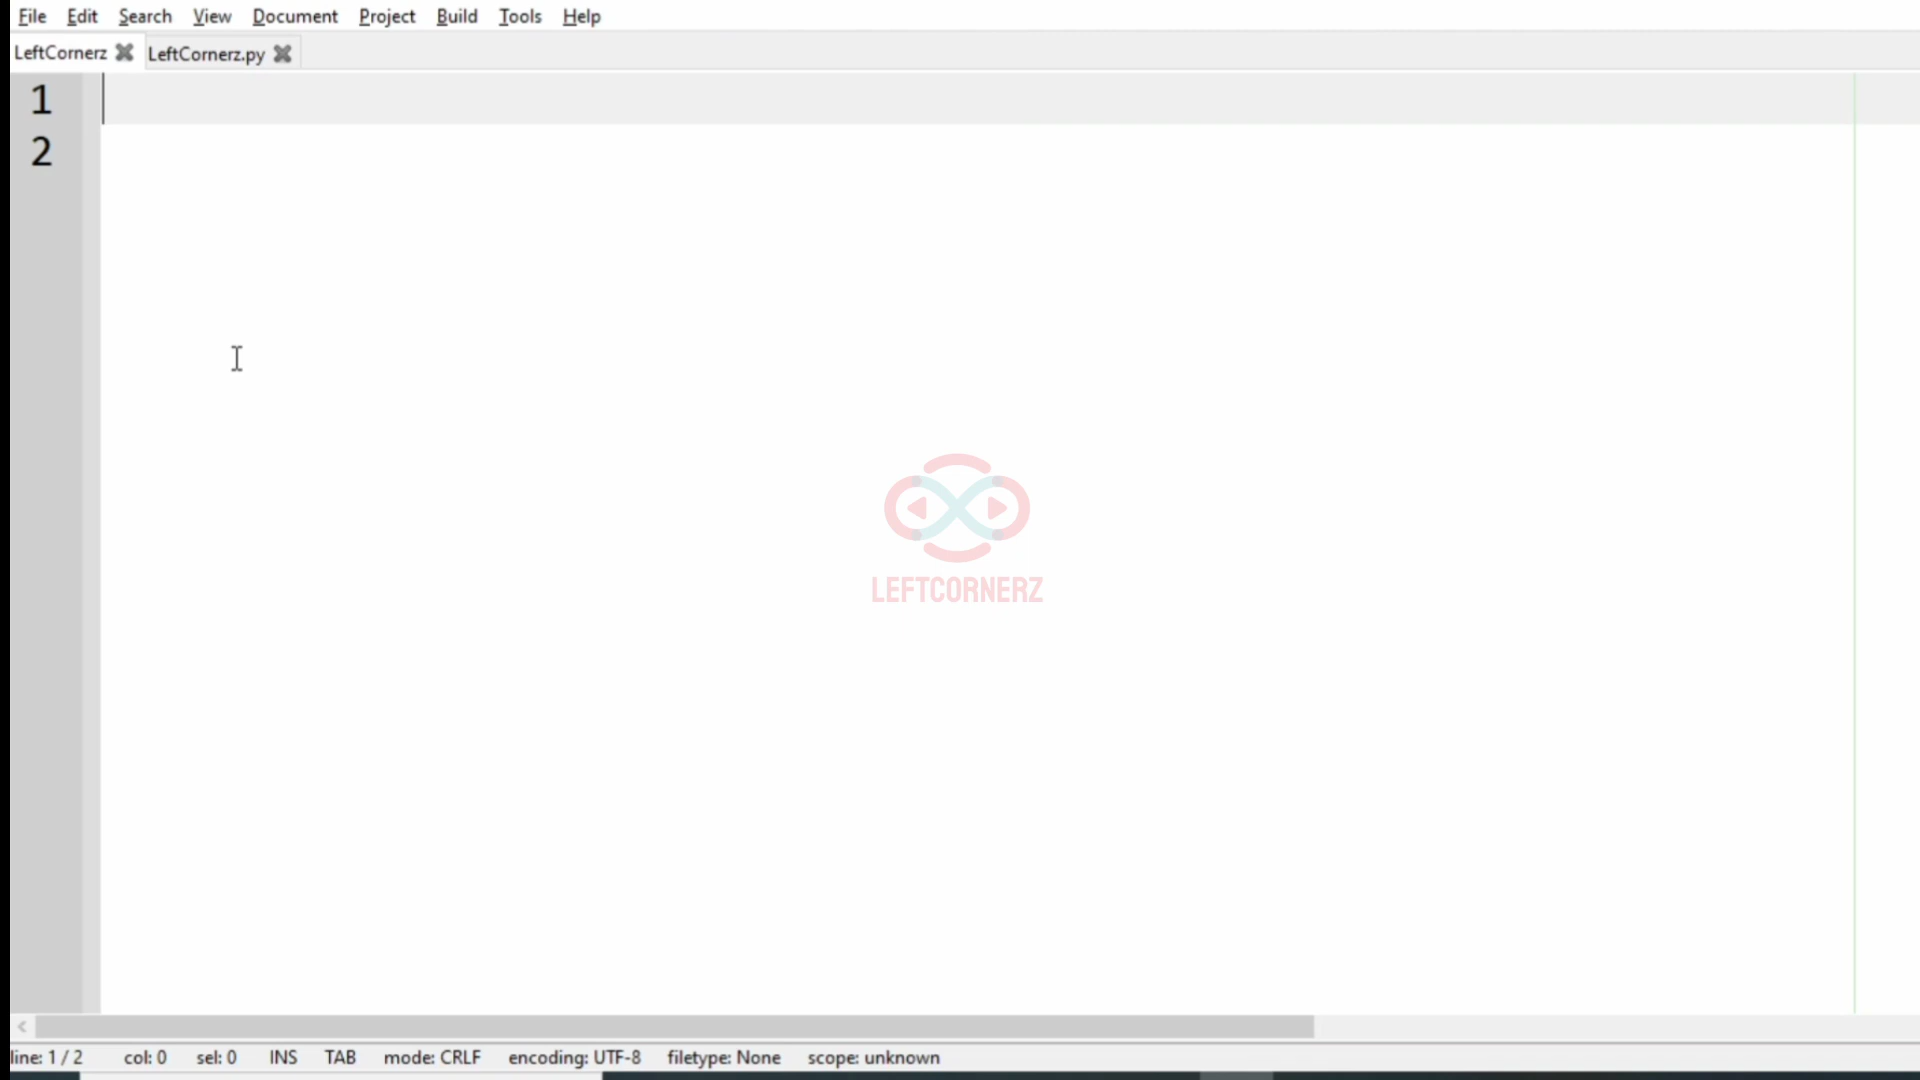 File Edit Search View Document Project Build Tools Help
LeftCornerz LeftCornerz.py
1
2
LEFTCORNERZ
line: 1 / 2 col: 0 sel: 0 INS TAB mode: CRLF encoding: UTF-8 filetype: None scope: unknown